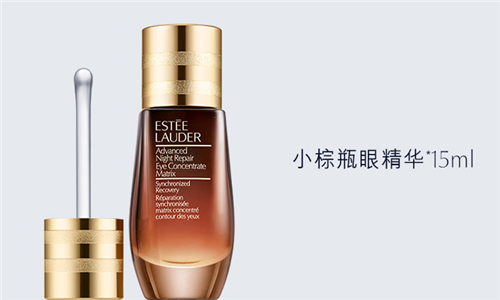 ESTĒE
LAUDER
Advanced
Night Repair
Eye Concentrate
Matrix
Synchronized
Recovery
Réparation
synchronisée
matrix concentré
contour des yeux
小棕瓶眼精华*15ml